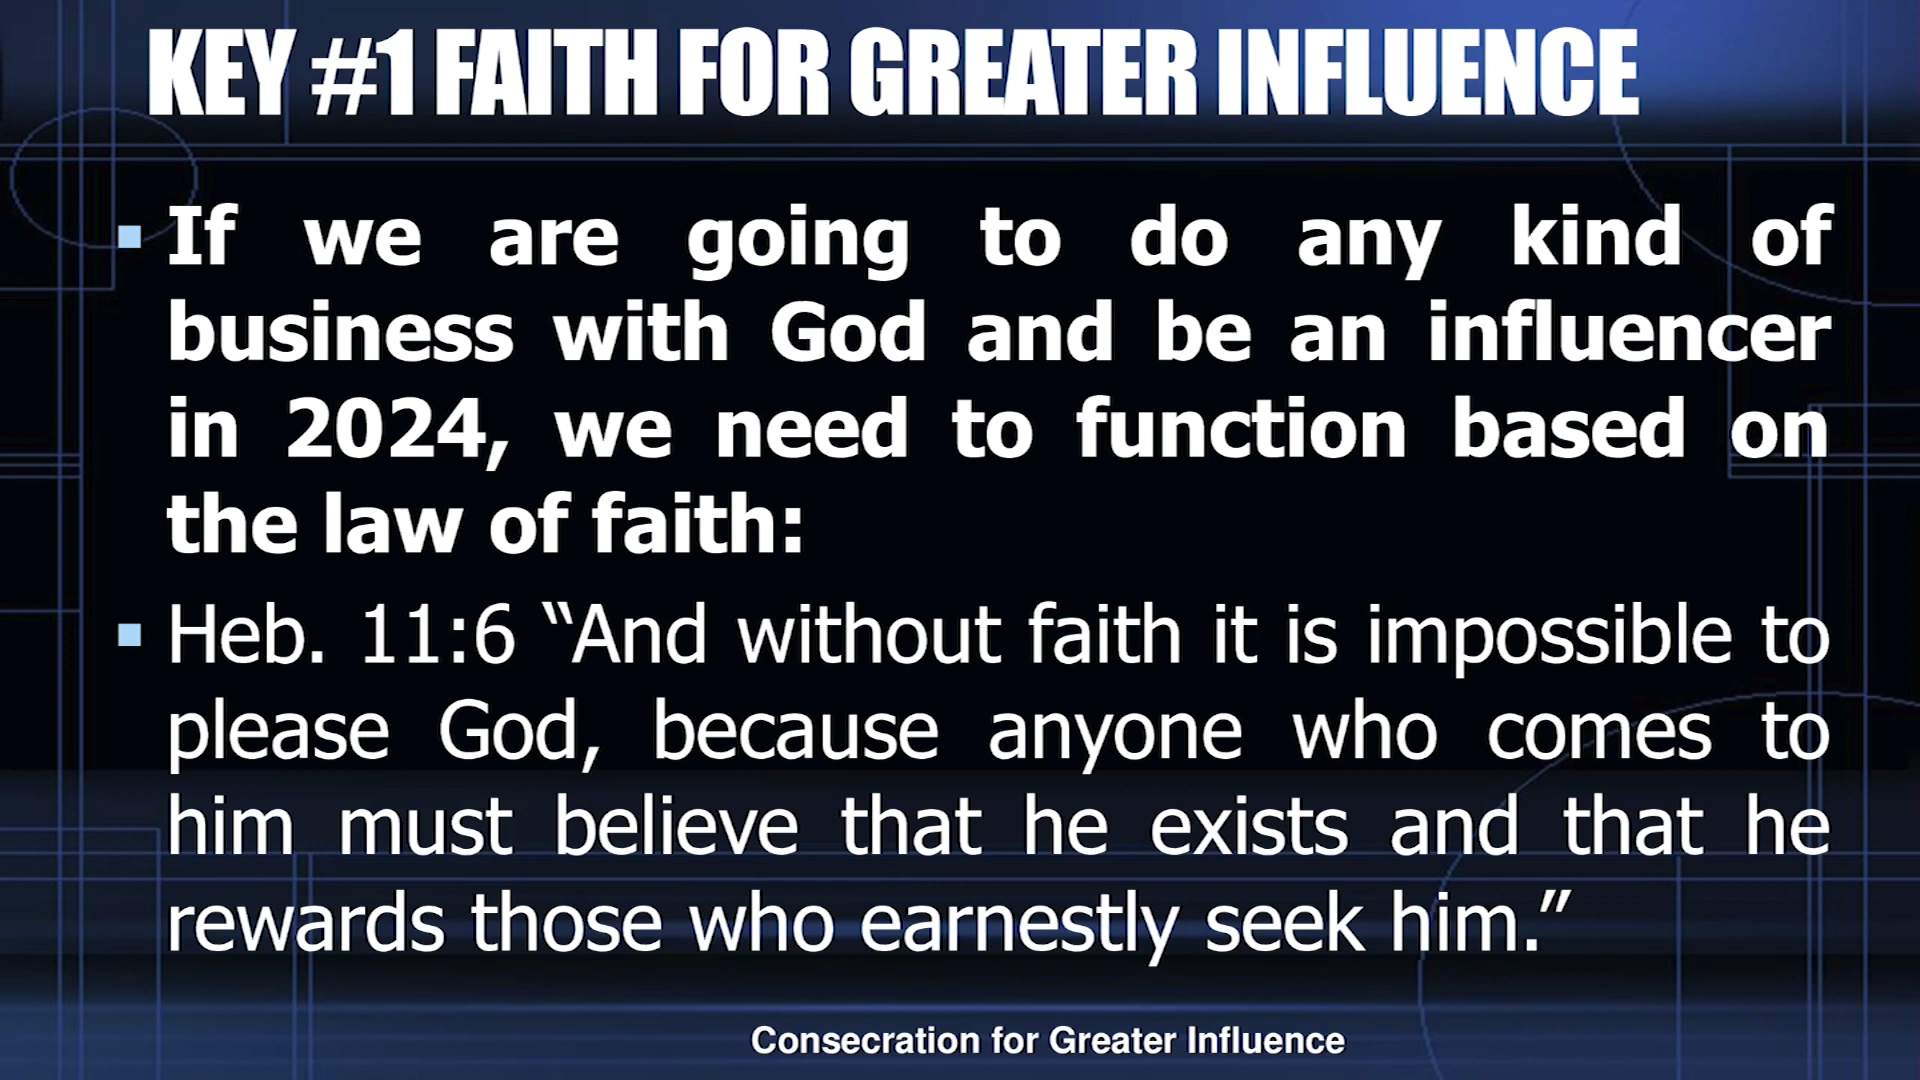 KEY #1 FAITH FOR GREATER INFLUENCE
▪ If we are going to do any kind of
business with God and be an influencer
in 2024, we need to function based on
the law of faith:
▪ Heb. 11:6 “And without faith it is impossible to
please God, because anyone who comes to
him must believe that he exists and that he
rewards those who earnestly seek him.”
Consecration for Greater Influence